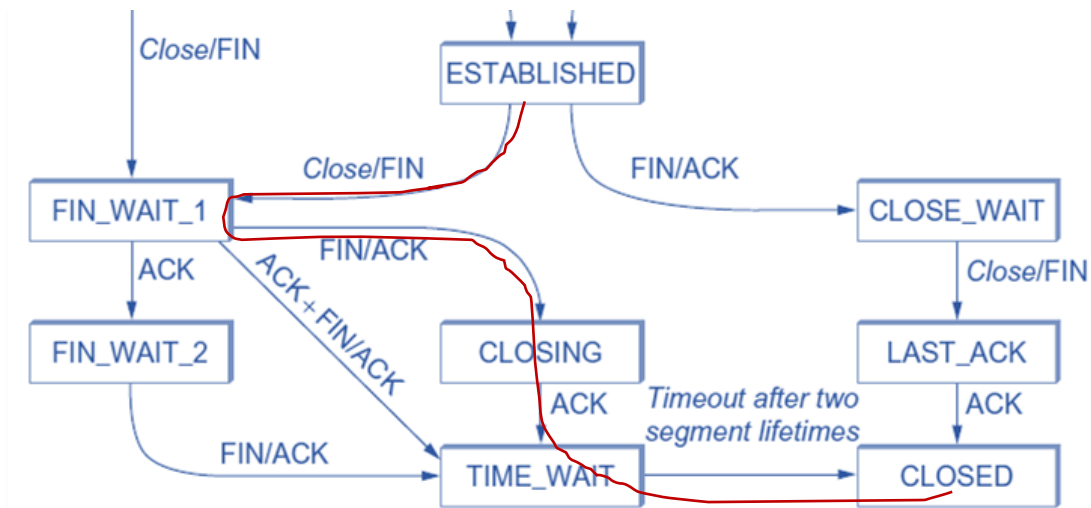 Close/FIN
ESTABLISHED
Close/FIN
FIN/ACK
FIN_WAIT_1
CLOSE_WAIT
FIN/ACK
ACK
ACK + FIN/ACK
Close/FIN
FIN_WAIT_2
CLOSING
LAST_ACK
ACK
Timeout after two
segment lifetimes
ACK
FIN/ACK
TIME_WAIT
CLOSED